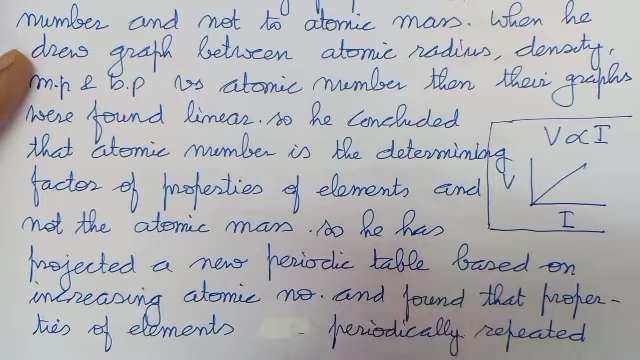 number and not to atomic mass. When he
drew graph between atomic radius, density,
m.p & b.p vs atomic number then their graphs
were found linear. so he concluded
that atomic number is the determining
factor of properties of elements and
not the atomic mass. so he has
projected a new periodic table based on
increasing atomic no. and found that proper-
ties of elements periodically repeated
V ∝ I
V
I